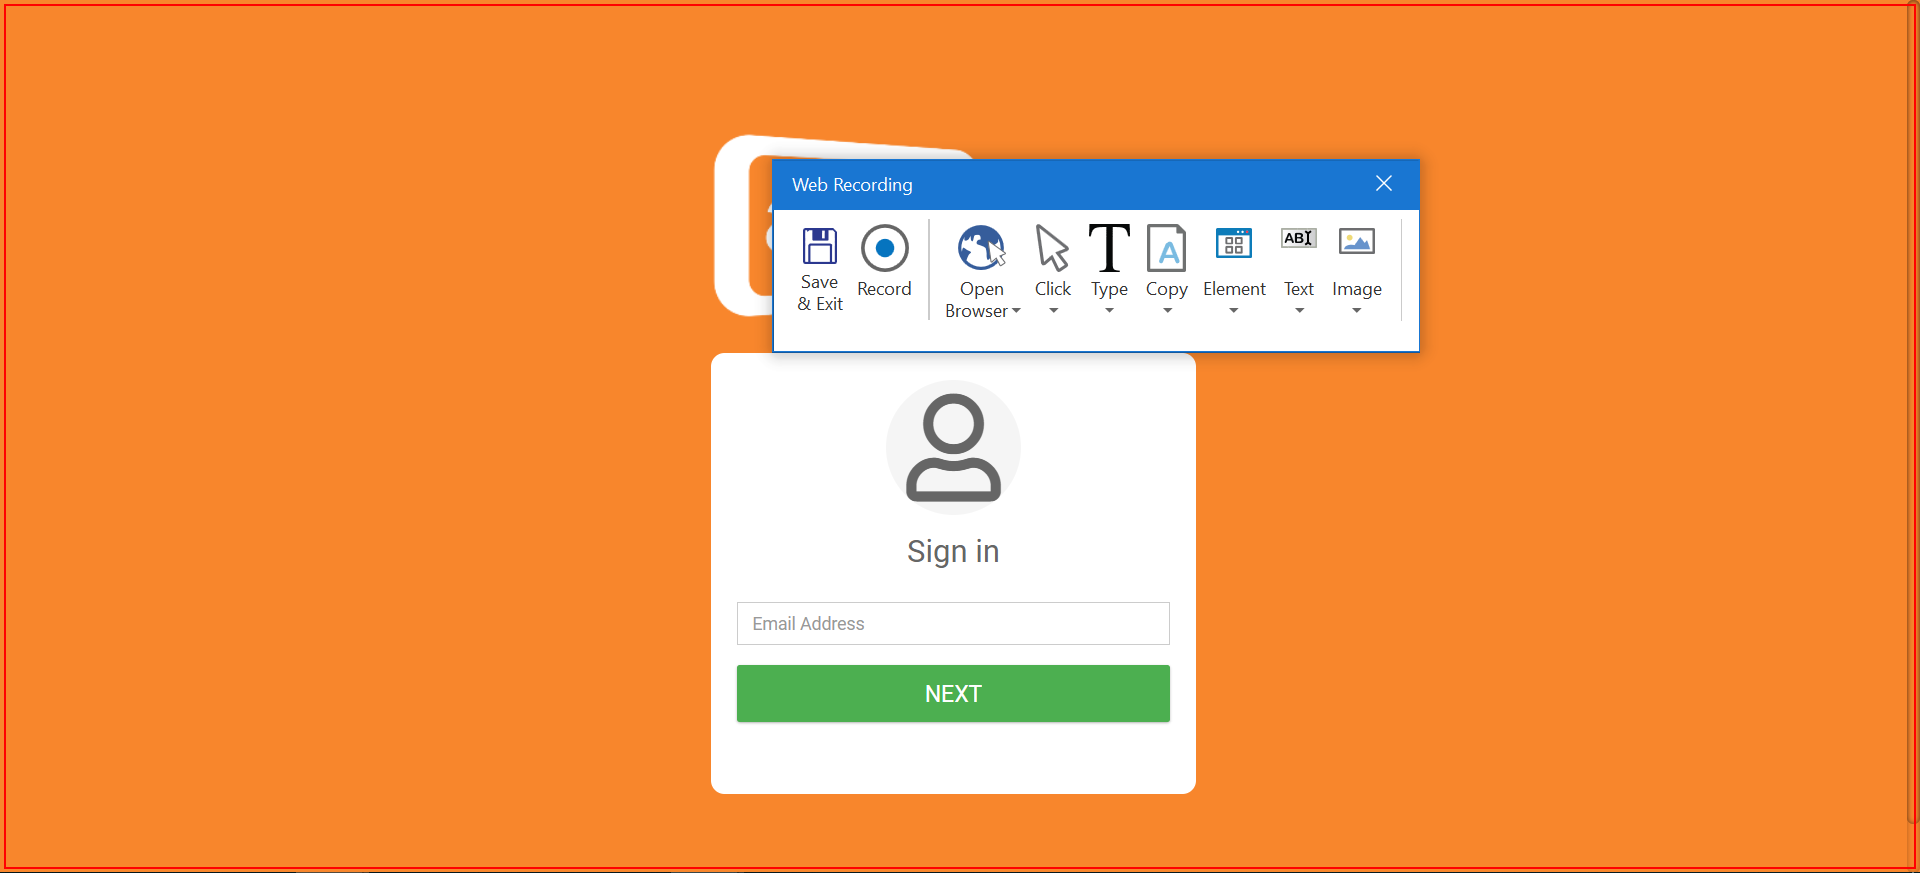 Web Recording
Save
& Exit
Record
Open
Browser
Click
Type
Copy
Element
ABI
Text
Image
Sign in
Email Address
NEXT